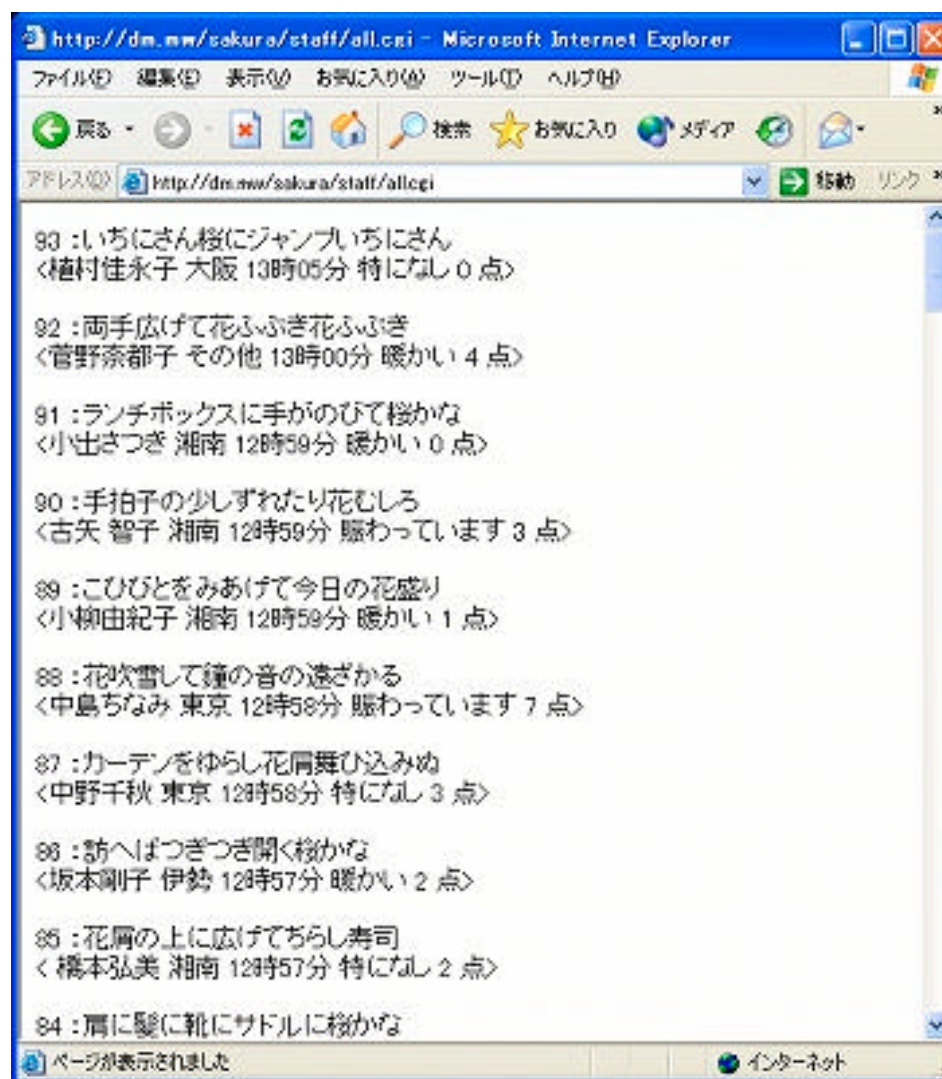 http://dm.mw/sakura/staff/all.cgi - Microsoft Internet Explorer
ファイル(F) 編集(E) 表示(V) お気に入り(A) ツール(T) ヘルプ(H)
戻る 検索 お気に入り メディア
アドレス(D) http://dm.mw/sakura/staff/all.cgi 移動 リンク
93 :いちにさん桜にジャンプいちにさん
<植村佳永子 大阪 13時05分 特になし 0 点>
92 :両手広げて花ふぶき花ふぶき
<菅野奈都子 その他 13時00分 暖かい 4 点>
91 :ランチボックスに手がのびて桜かな
<小出さつき 湘南 12時59分 暖かい 0 点>
90 :手拍子の少しずれたり花むしろ
<古矢 智子 湘南 12時59分 賑わっています 3 点>
89 :こひびとをみあげて今日の花盛り
<小柳由紀子 湘南 12時59分 暖かい 1 点>
88 :花吹雪して鐘の音の遠ざかる
<中島ちなみ 東京 12時58分 賑わっています 7 点>
87 :カーテンをゆらし花屑舞ひ込みぬ
<中野千秋 東京 12時58分 特になし 3 点>
86 :訪へばつぎつぎ開く桜かな
<坂本剛子 伊勢 12時57分 暖かい 2 点>
85 :花屑の上に広げてちらし寿司
< 橋本弘美 湘南 12時57分 特になし 2 点>
84 :肩に髪に靴にサドルに桜かな
ページが表示されました インターネット